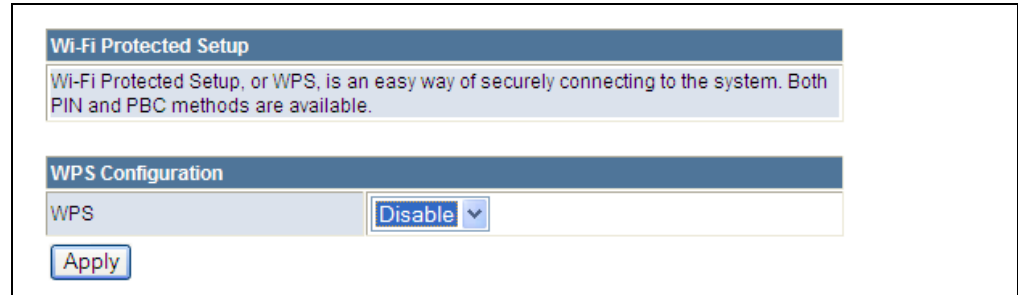 Wi-Fi Protected Setup
Wi-Fi Protected Setup, or WPS, is an easy way of securely connecting to the system. Both
PIN and PBC methods are available.
WPS Configuration
WPS
Disable
Apply